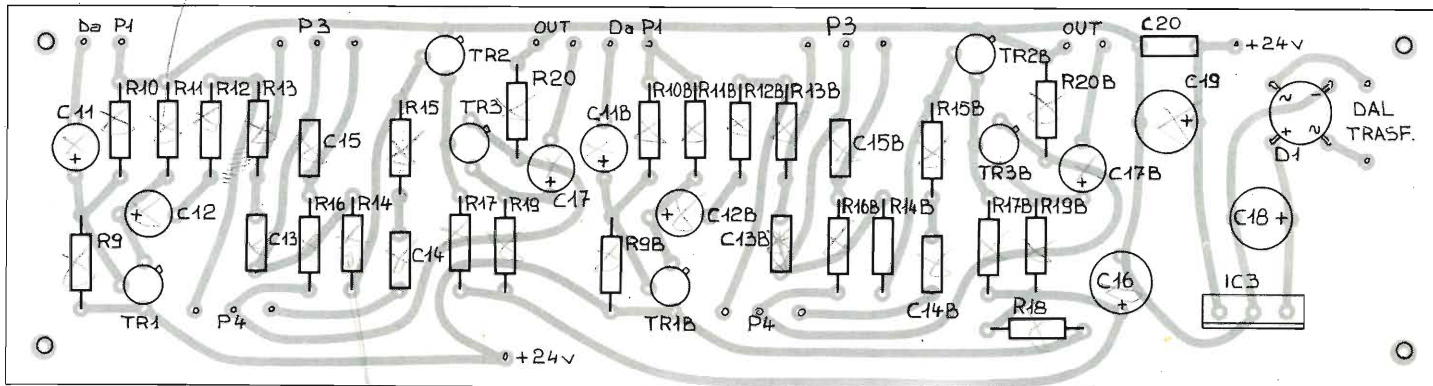 Da P1
P3
OUT
Da P1
P3
OUT
C20
+24V
TR2
TR2B
C19
R10
R11
R12
R13
R15
TR3
R20
R10B
R11B
R12B
R13B
R15B
TR3B
R20B
C11
C15
C17
C11B
C15B
C17B
DAL
TRASF.
D1
~
-
+
~
C12
C12B
C18
R9
C13
R16
R14
C14
R17
R19
R9B
C13B
R16B
R14B
C14B
R17B
R19B
C16
IC3
TR1
P4
TR1B
P4
R18
+24V